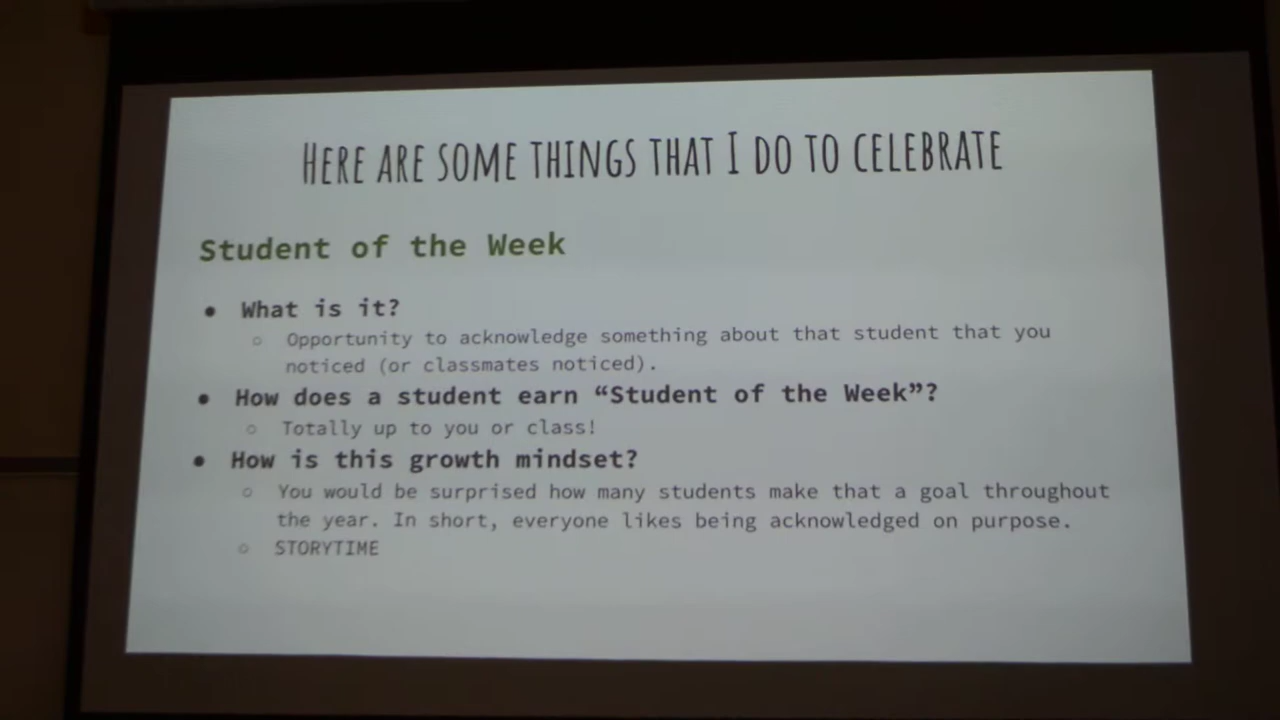 HERE ARE SOME THINGS THAT I DO TO CELEBRATE
Student of the Week
● What is it?
○ Opportunity to acknowledge something about that student that you
noticed (or classmates noticed).
● How does a student earn “Student of the Week”?
○ Totally up to you or class!
● How is this growth mindset?
○ You would be surprised how many students make that a goal throughout
the year. In short, everyone likes being acknowledged on purpose.
○ STORYTIME